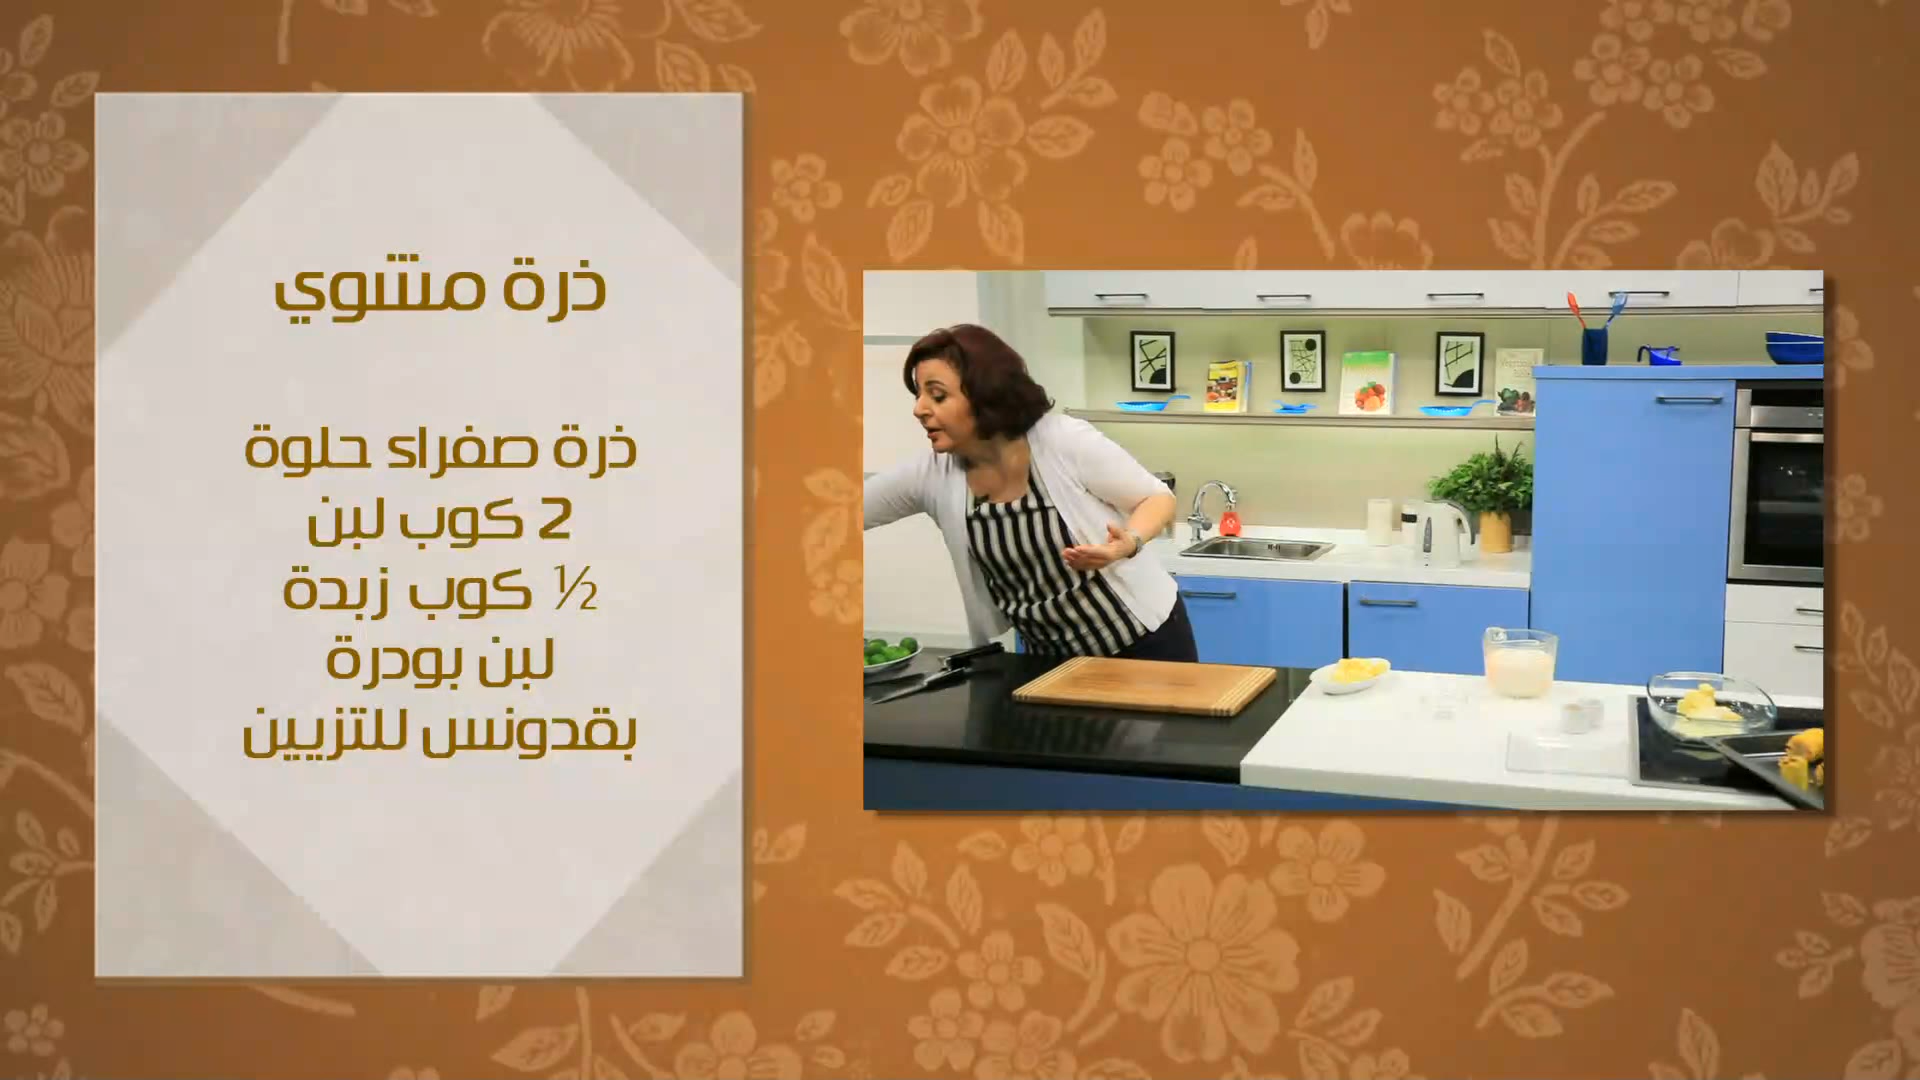 ذرة مشوي
ذرة صفراء حلوة
2 كوب لبن
½ كوب زبدة
لبن بودرة
بقدونس للتزيين